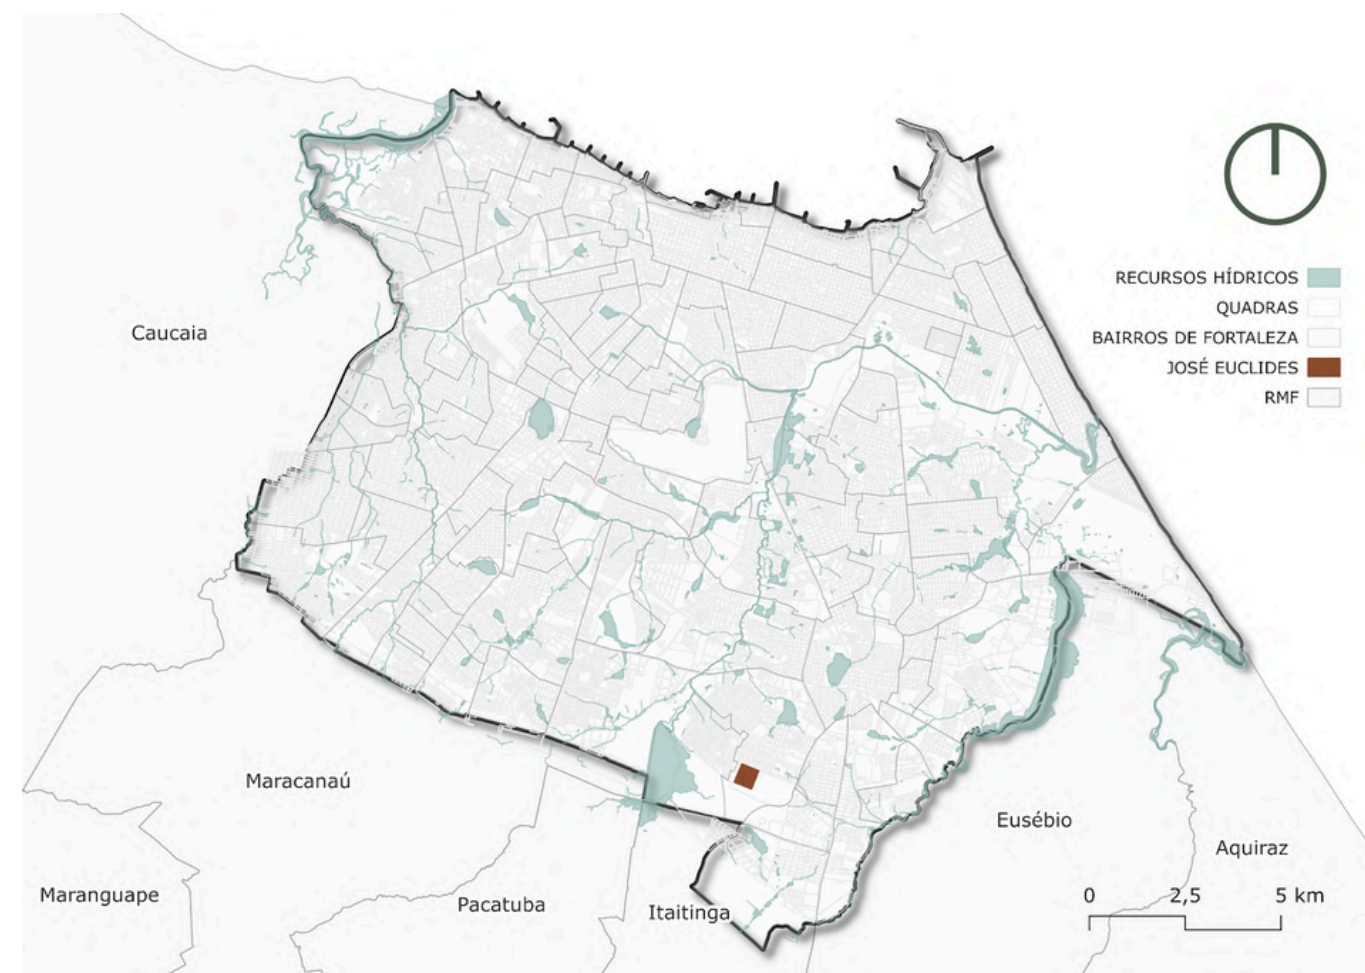 RECURSOS HÍDRICOS
QUADRAS
BAIRROS DE FORTALEZA
JOSÉ EUCLIDES
RMF
Caucaia
Maracanaú
Maranguape
Pacatuba
Itaitinga
Eusébio
Aquiraz
0 2,5 5 km